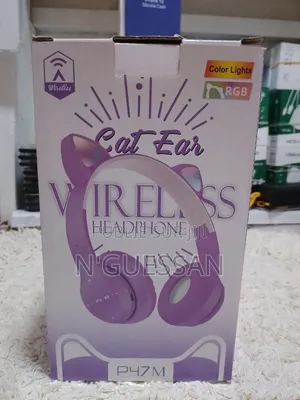 Wireless
Color Lights
RGB
Cat Ear
WIRELESS
HEADPHONE
N'GUESSAN
P47M